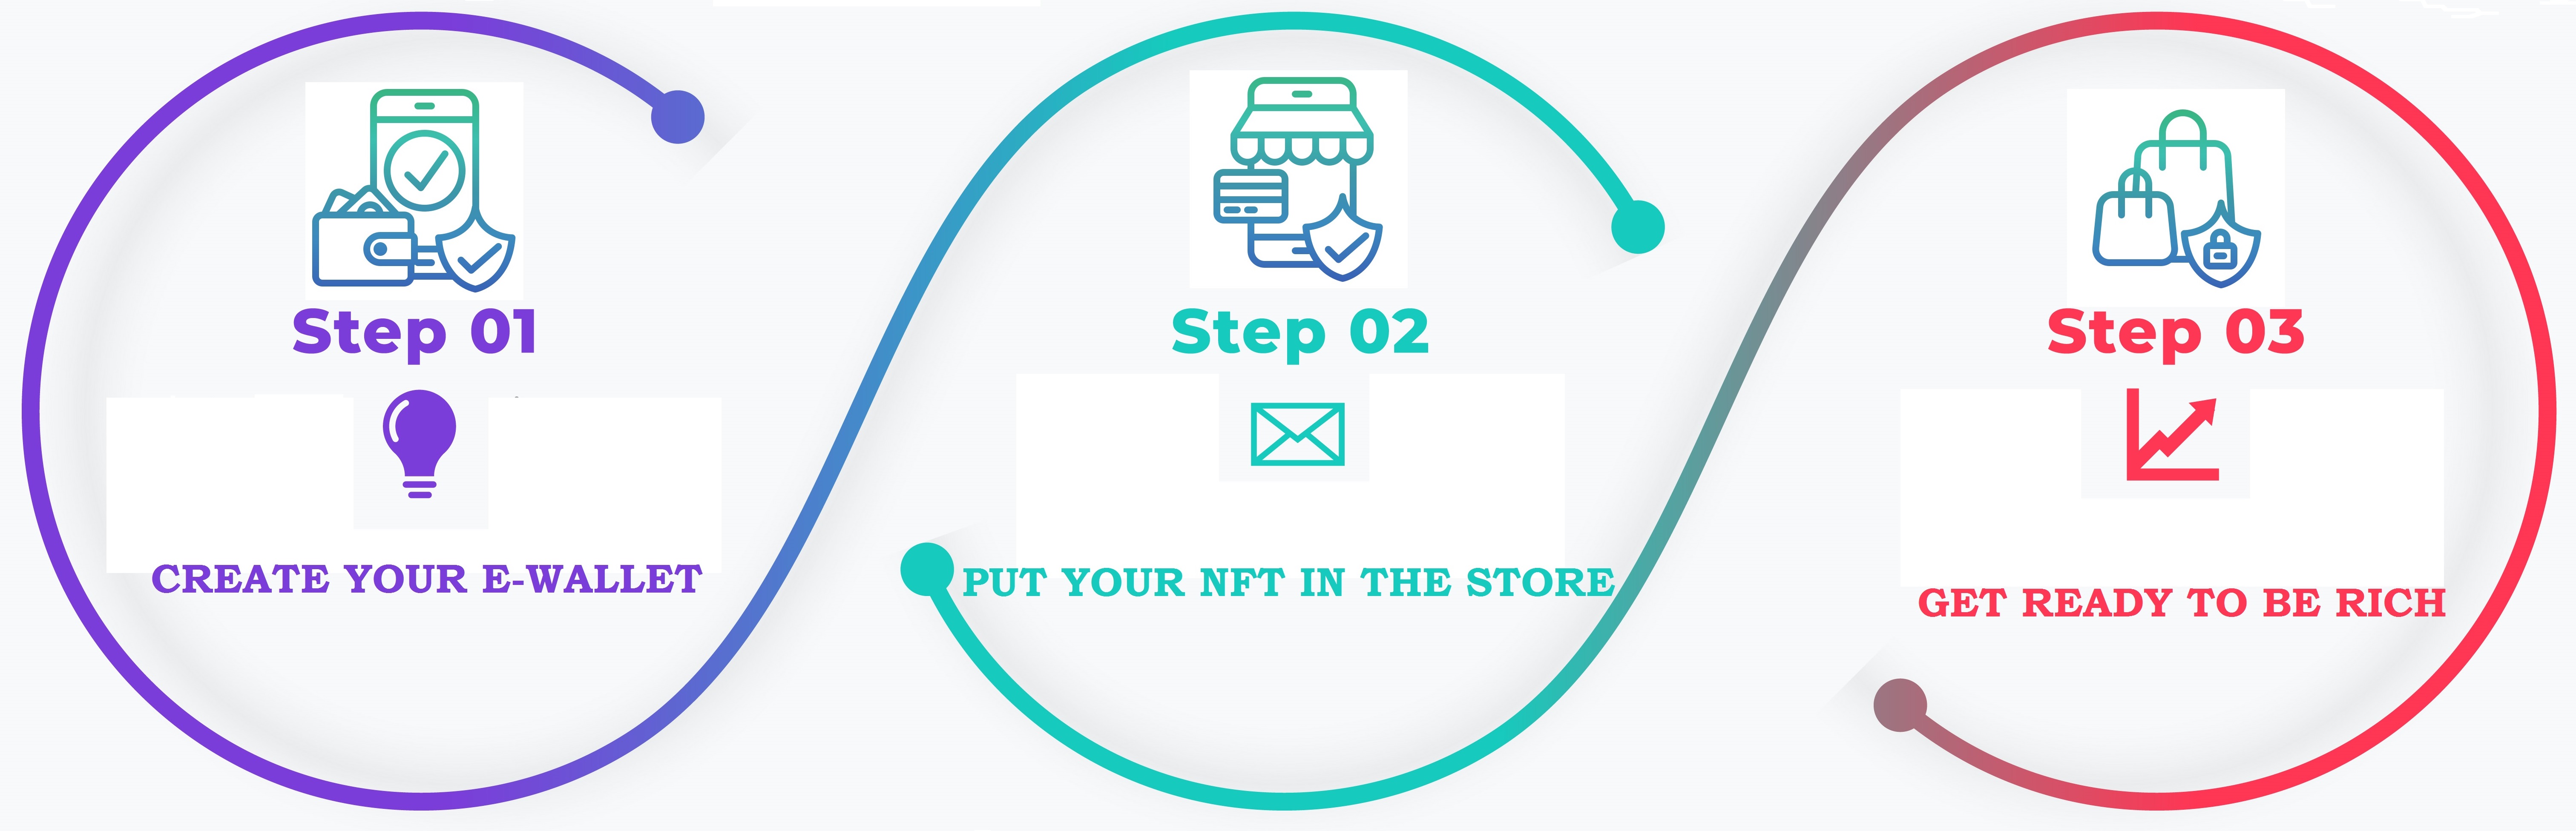 Step 01
CREATE YOUR E-WALLET
Step 02
PUT YOUR NFT IN THE STORE
Step 03
GET READY TO BE RICH